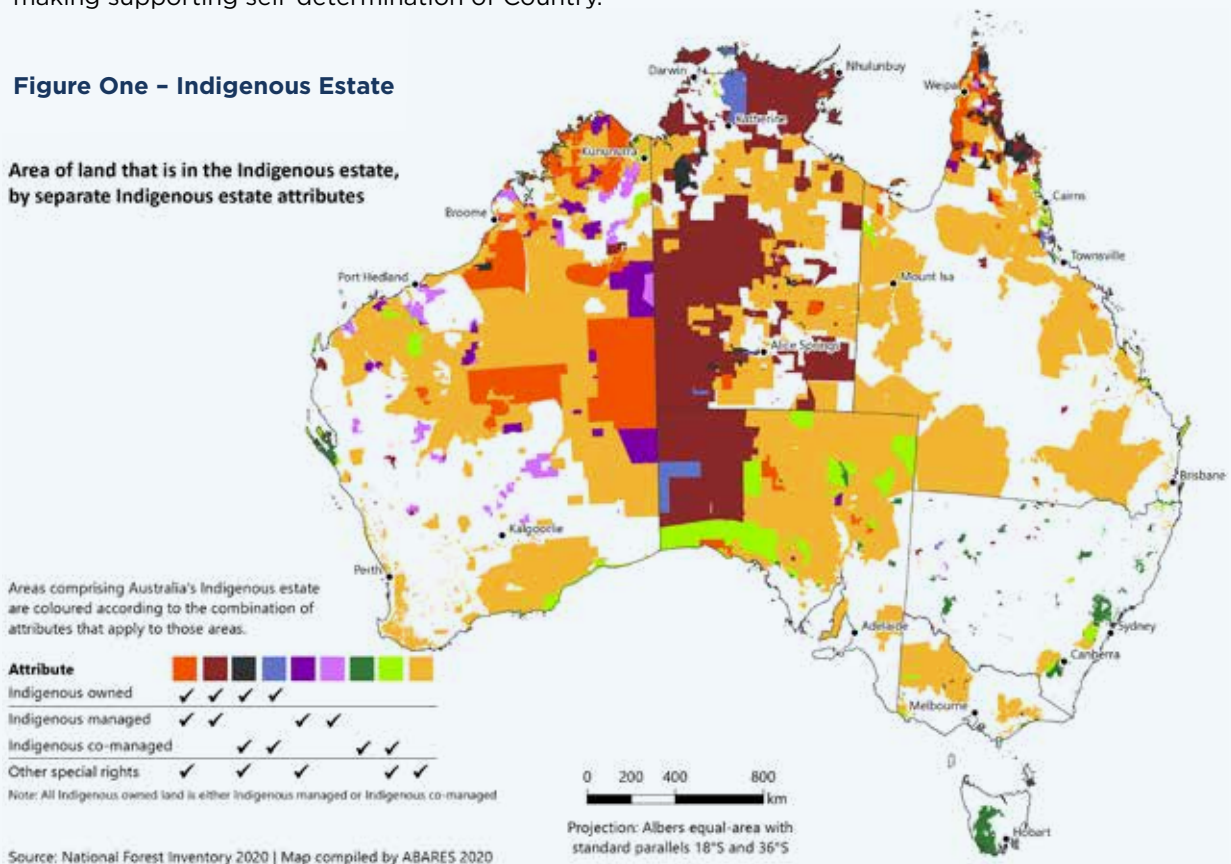 making supporting self-determination of Country.
Figure One – Indigenous Estate
Area of land that is in the Indigenous estate,
by separate Indigenous estate attributes
Darwin
Nhulunbuy
Weipa
Katherine
Kununurra
Broome
Cairns
Townsville
Port Hedland
Mount Isa
Alice Springs
Brisbane
Kalgoorlie
Perth
Adelaide
Sydney
Canberra
Melbourne
Hobart
Areas comprising Australia's Indigenous estate
are coloured according to the combination of
attributes that apply to those areas.
Attribute
Indigenous owned ✓ ✓ ✓ ✓
Indigenous managed ✓ ✓ ✓ ✓
Indigenous co-managed ✓ ✓ ✓ ✓
Other special rights ✓ ✓ ✓ ✓ ✓
Note: All Indigenous owned land is either Indigenous managed or Indigenous co-managed
0 200 400 800
km
Projection: Albers equal-area with
standard parallels 18°S and 36°S
Source: National Forest Inventory 2020 | Map compiled by ABARES 2020